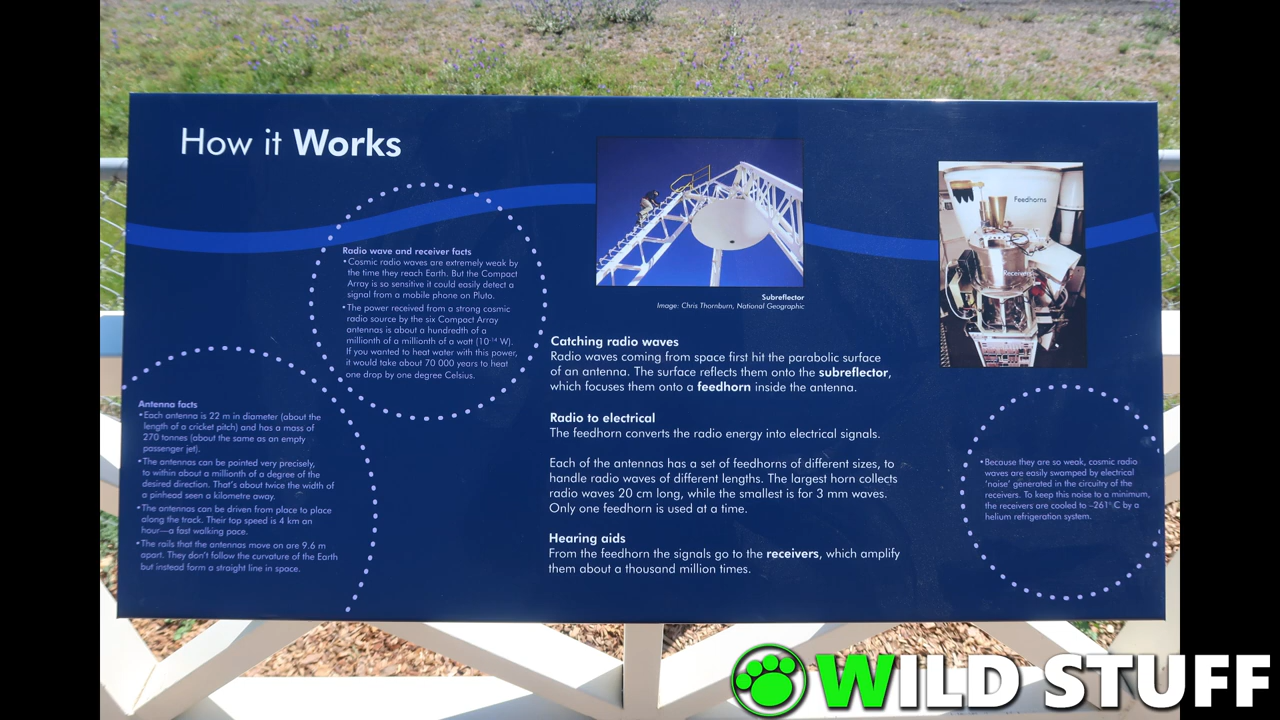 How it Works
Radio wave and receiver facts
•Cosmic radio waves are extremely weak by
the time they reach Earth. But the Compact
Array is so sensitive it could easily detect a
signal from a mobile phone on Pluto.
•The power received from a strong cosmic
radio source by the six Compact Array
antennas is about a hundredth of a
millionth of a millionth of a watt (10⁻¹⁴ W).
If you wanted to heat water with this power,
it would take about 70 000 years to heat
one drop by one degree Celsius.
Antenna facts
•Each antenna is 22 m in diameter (about the
length of a cricket pitch) and has a mass of
270 tonnes (about the same as an empty
passenger jet).
•The antennas can be pointed very precisely,
to within about a millionth of a degree of the
desired direction. That's about twice the width of
a pinhead seen a kilometre away.
•The antennas can be driven from place to place
along the track. Their top speed is 4 km an
hour—a fast walking pace.
•The rails that the antennas move on are 9.6 m
apart. They don't follow the curvature of the Earth
but instead form a straight line in space.
Subreflector
Image: Chris Thornburn, National Geographic
Catching radio waves
Radio waves coming from space first hit the parabolic surface
of an antenna. The surface reflects them onto the subreflector,
which focuses them onto a feedhorn inside the antenna.
Radio to electrical
The feedhorn converts the radio energy into electrical signals.
Each of the antennas has a set of feedhorns of different sizes, to
handle radio waves of different lengths. The largest horn collects
radio waves 20 cm long, while the smallest is for 3 mm waves.
Only one feedhorn is used at a time.
Hearing aids
From the feedhorn the signals go to the receivers, which amplify
them about a thousand million times.
Feedhorns
Receivers
•Because they are so weak, cosmic radio
waves are easily swamped by electrical
'noise' generated in the circuitry of the
receivers. To keep this noise to a minimum,
the receivers are cooled to –261° C by a
helium refrigeration system.
WILD STUFF